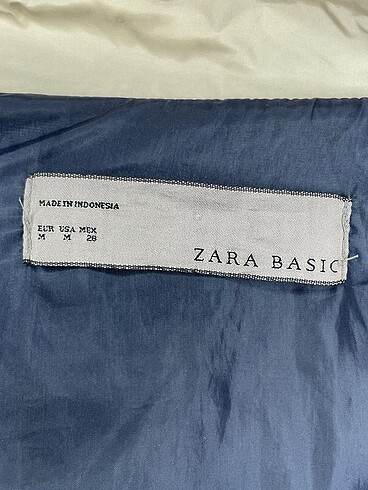 MADE IN INDONESIA
EUR USA MEX
M M 28
ZARA BASIC